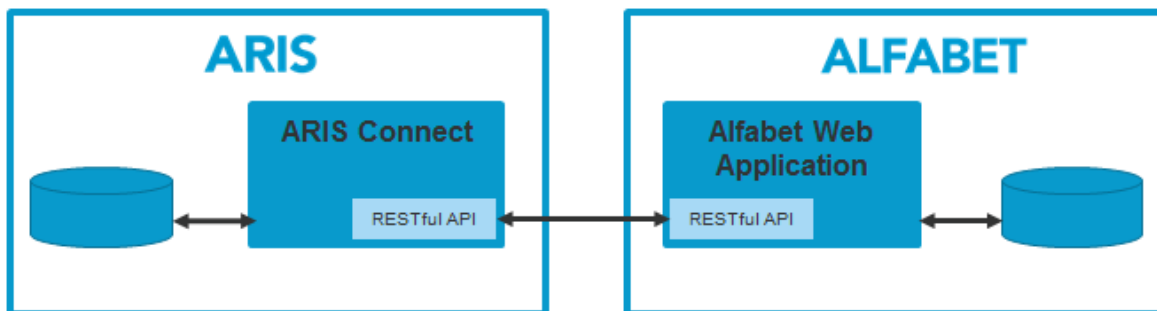 ARIS
ALFABET
ARIS Connect
Alfabet Web
Application
RESTful API
RESTful API